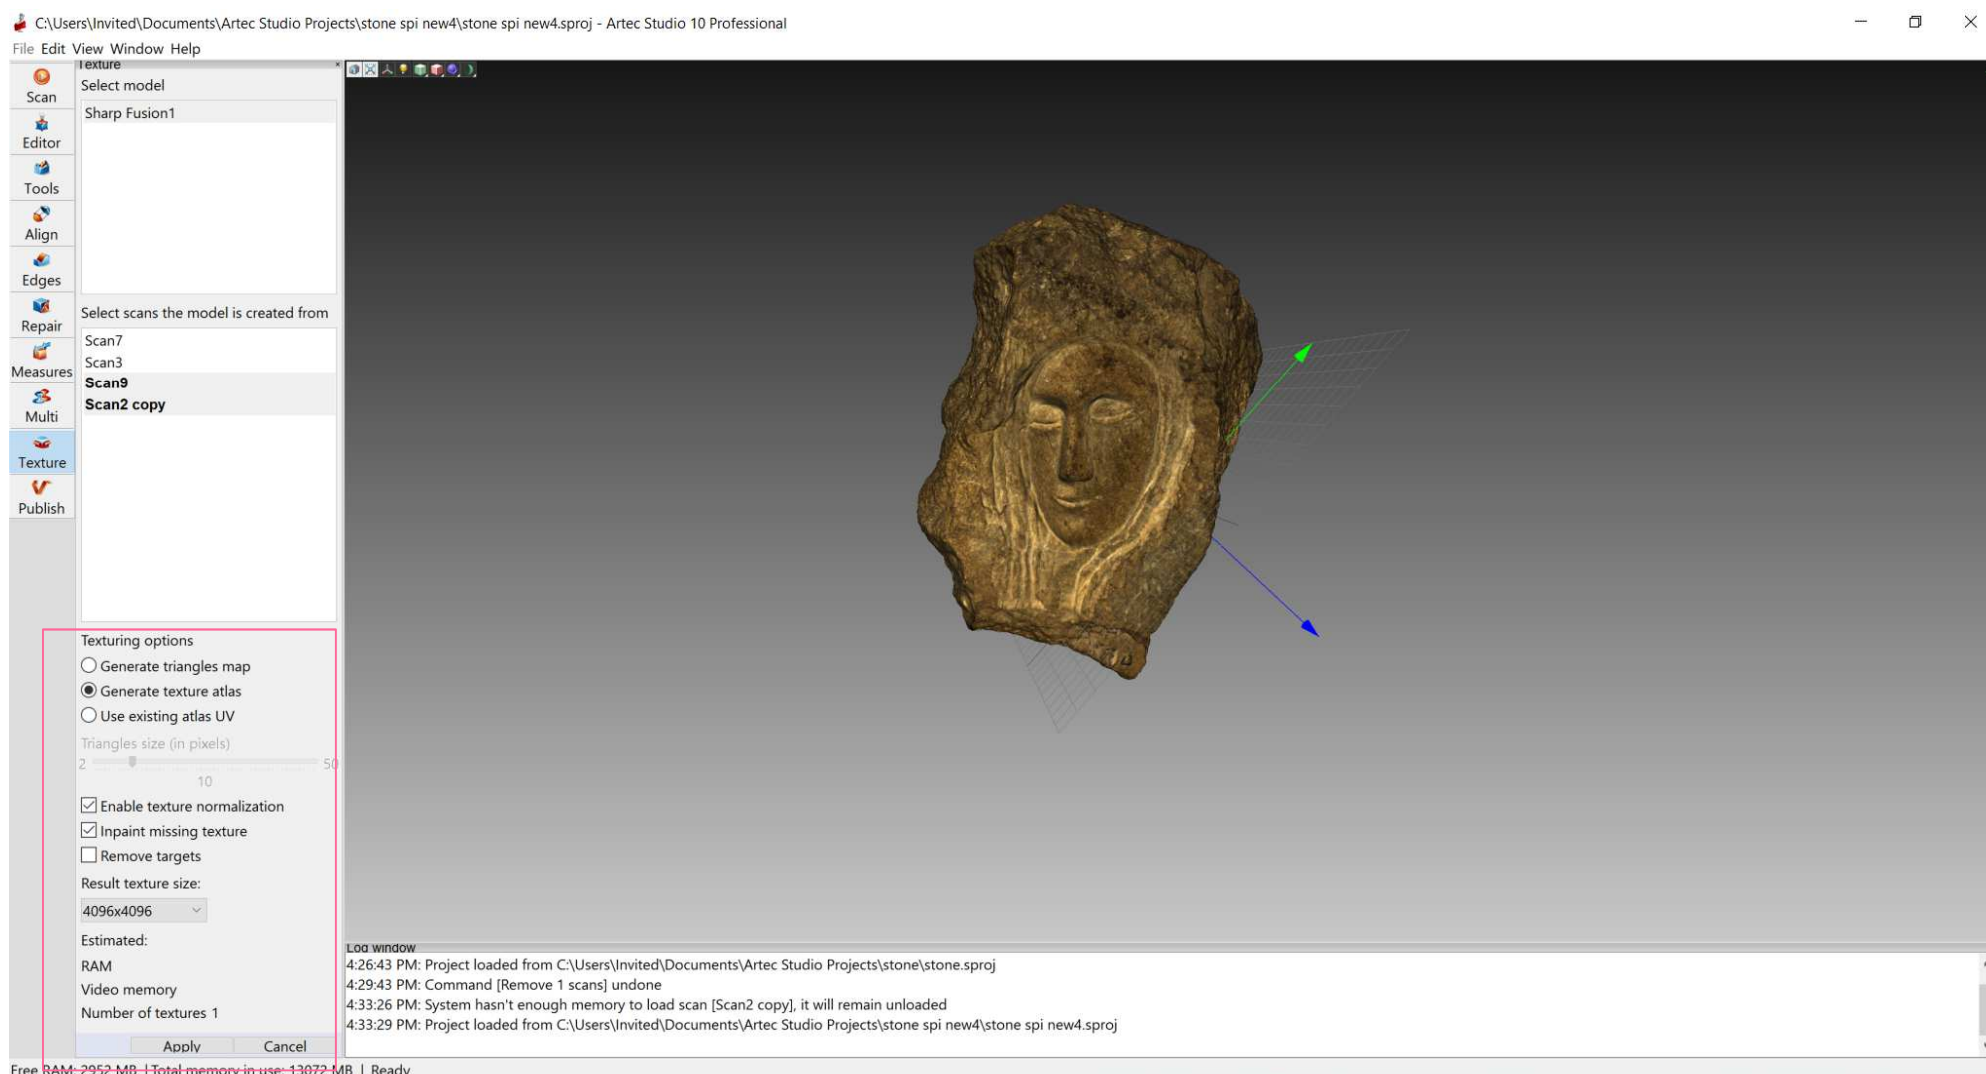 C:\Users\Invited\Documents\Artec Studio Projects\stone spi new4\stone spi new4.sproj - Artec Studio 10 Professional
File Edit View Window Help
Scan
Editor
Tools
Align
Edges
Repair
Measures
Multi
Texture
Publish
Texture
Select model
Sharp Fusion1
Select scans the model is created from
Scan7
Scan3
Scan9
Scan2 copy
Texturing options
Generate triangles map
Generate texture atlas
Use existing atlas UV
Triangles size (in pixels)
2 50
10
Enable texture normalization
Inpaint missing texture
Remove targets
Result texture size:
4096x4096
Estimated:
RAM
Video memory
Number of textures 1
Apply Cancel
Log window
4:26:43 PM: Project loaded from C:\Users\Invited\Documents\Artec Studio Projects\stone\stone.sproj
4:29:43 PM: Command [Remove 1 scans] undone
4:33:26 PM: System hasn't enough memory to load scan [Scan2 copy], it will remain unloaded
4:33:29 PM: Project loaded from C:\Users\Invited\Documents\Artec Studio Projects\stone spi new4\stone spi new4.sproj
Free RAM: 2952 MB | Total memory in use: 13072 MB | Ready